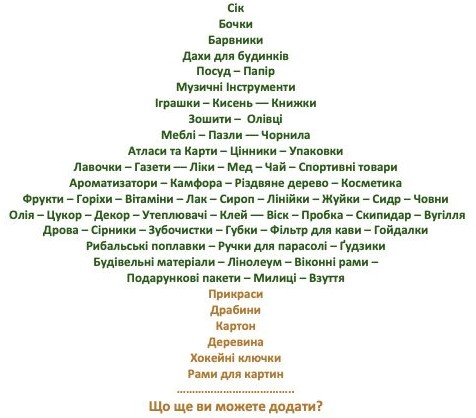 Сік
Бочки
Барвники
Дахи для будинків
Посуд – Папір
Музичні Інструменти
Іграшки – Кисень — Книжки
Зошити – Олівці
Меблі – Пазли — Чорнила
Атласи та Карти – Цінники – Упаковки
Лавочки – Газети — Ліки – Мед – Чай – Спортивні товари
Ароматизатори – Камфора – Різдвяне дерево – Косметика
Фрукти – Горіхи – Вітаміни – Лак – Сироп – Лінійки – Жуйки – Сидр – Човни
Олія – Цукор – Декор – Утеплювачі – Клей — Віск – Пробка – Скипидар – Вугілля
Дрова – Сірники – Зубочистки – Губки – Фільтр для кави – Гойдалки
Рибальські поплавки – Ручки для парасолі – Ґудзики
Будівельні матеріали – Лінолеум – Віконні рами –
Подарункові пакети – Милиці – Взуття
Прикраси
Драбини
Картон
Деревина
Хокейні ключки
Рами для картин
………………………………..
Що ще ви можете додати?